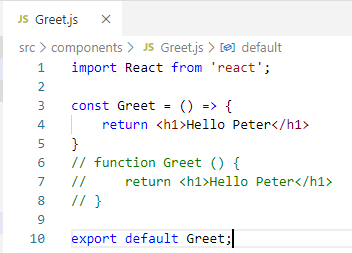 JS Greet.js
src > components > JS Greet.js > default
1 import React from 'react';
2
3 const Greet = () => {
4     return <h1>Hello Peter</h1>
5 }
6 // function Greet () {
7 //     return <h1>Hello Peter</h1>
8 // }
9
10 export default Greet;